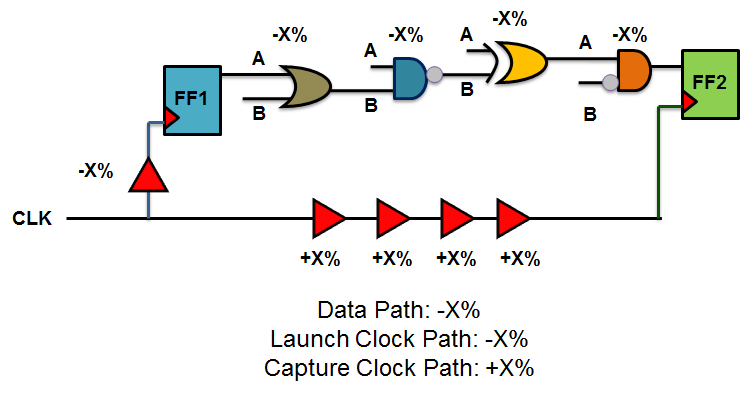 -X% -X% -X% -X%
A A A A
FF1 FF2
B B B B
-X%
CLK
+X% +X% +X% +X%
Data Path: -X%
Launch Clock Path: -X%
Capture Clock Path: +X%